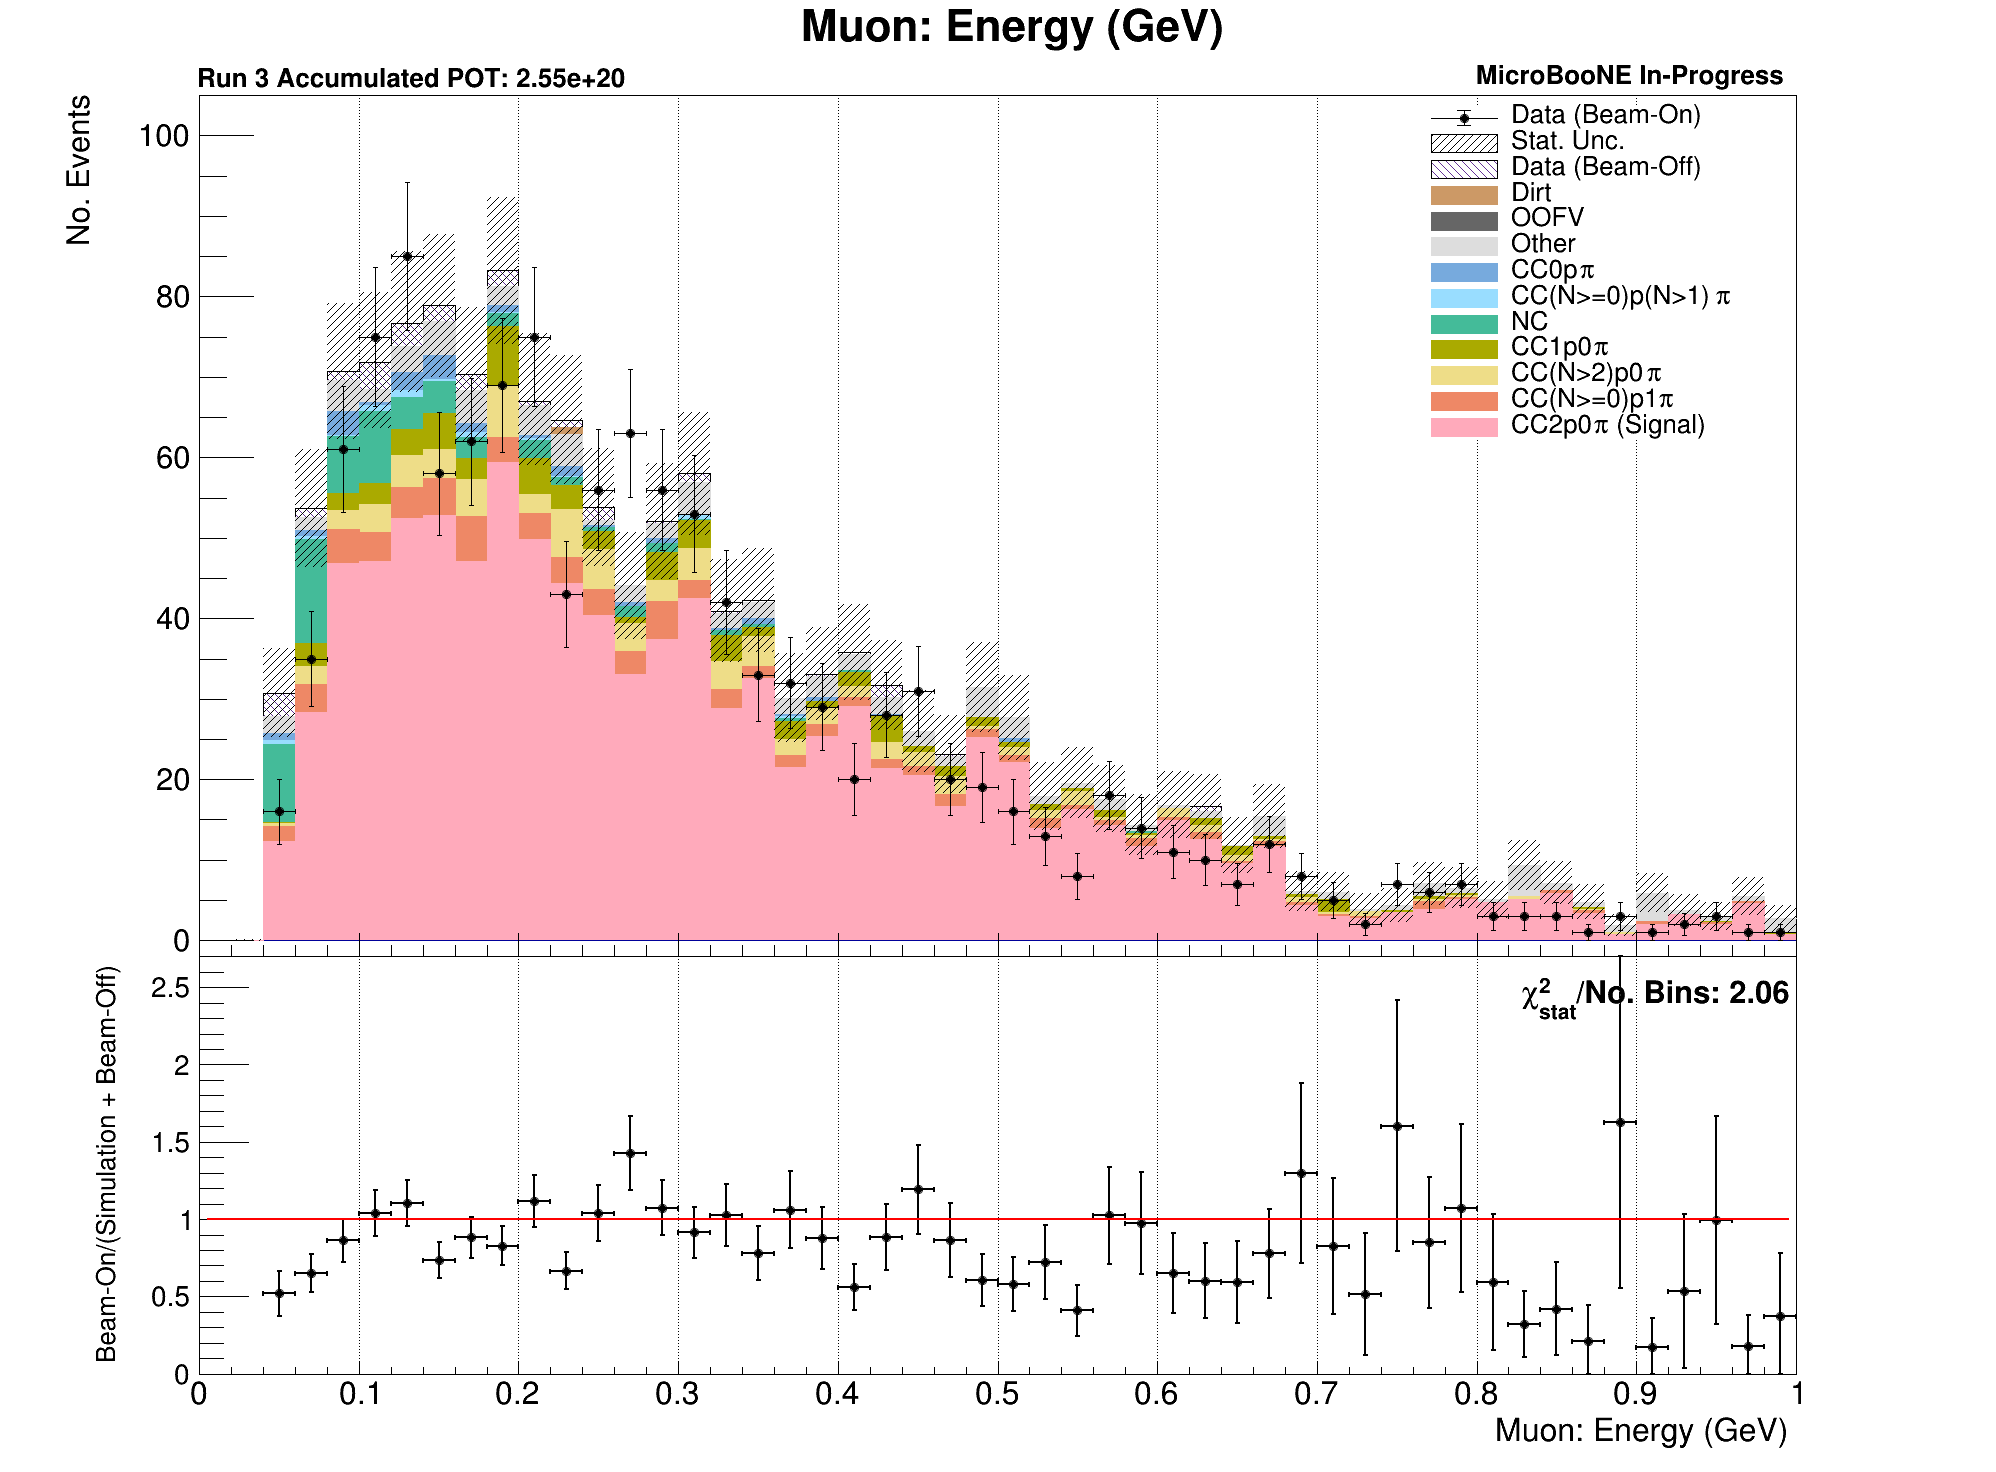 Muon: Energy (GeV)
Run 3 Accumulated POT: 2.55e+20
MicroBooNE In-Progress
No. Events
100
80
60
40
20
0
Data (Beam-On)
Stat. Unc.
Data (Beam-Off)
Dirt
OOFV
Other
CC0pπ
CC(N>=0)p(N>1) π
NC
CC1p0π
CC(N>2)p0π
CC(N>=0)p1π
CC2p0π (Signal)
Beam-On/(Simulation + Beam-Off)
2.5
2
1.5
1
0.5
0
χ²stat/No. Bins: 2.06
0 0.1 0.2 0.3 0.4 0.5 0.6 0.7 0.8 0.9 1
Muon: Energy (GeV)